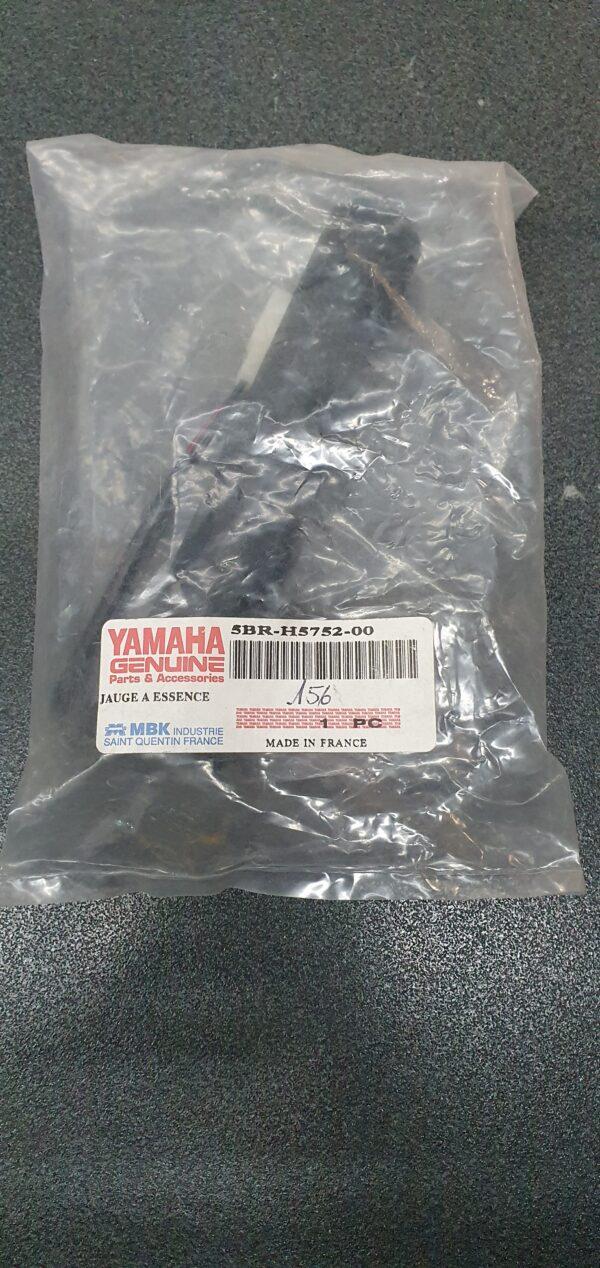 YAMAHA
GENUINE
Parts & Accessories
5BR-H5752-00
JAUGE A ESSENCE
156
1 PC
MBK INDUSTRIE
SAINT QUENTIN FRANCE
MADE IN FRANCE